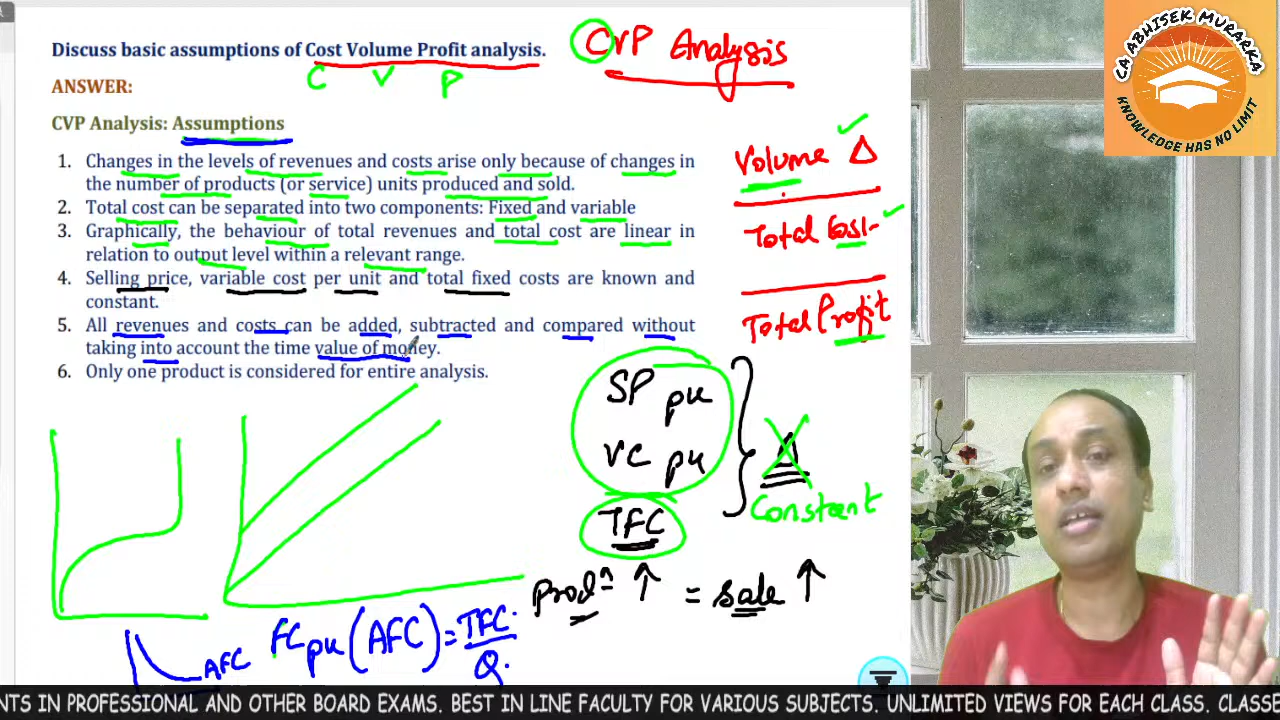 Discuss basic assumptions of Cost Volume Profit analysis.
C V P
ANSWER:
CVP Analysis: Assumptions
1. Changes in the levels of revenues and costs arise only because of changes in
the number of products (or service) units produced and sold.
2. Total cost can be separated into two components: Fixed and variable
3. Graphically, the behaviour of total revenues and total cost are linear in
relation to output level within a relevant range.
4. Selling price, variable cost per unit and total fixed costs are known and
constant.
5. All revenues and costs can be added, subtracted and compared without
taking into account the time value of money.
6. Only one product is considered for entire analysis.
CVP Analysis
Volume Δ
Total Cost
Total Profit
SP pu
VC pu
TFC
Δ
Constant
Prodⁿ ↑ = sale ↑
AFC
FC pu (AFC) = TFC
Q.
CA ABHISEK MURARKA
KNOWLEDGE HAS NO LIMIT
NTS IN PROFESSIONAL AND OTHER BOARD EXAMS. BEST IN LINE FACULTY FOR VARIOUS SUBJECTS. UNLIMITED VIEWS FOR EACH CLASS. CLASSE